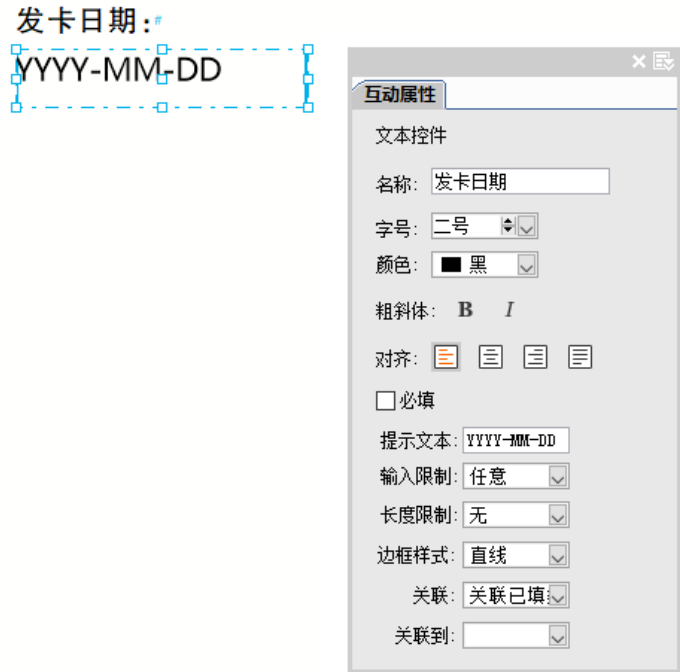 发卡日期:#
YYYY-MM-DD
互动属性
文本控件
名称: 发卡日期
字号: 二号
颜色: 黑
粗斜体: B I
对齐:
必填
提示文本: YYYY-MM-DD
输入限制: 任意
长度限制: 无
边框样式: 直线
关联: 关联已填
关联到: